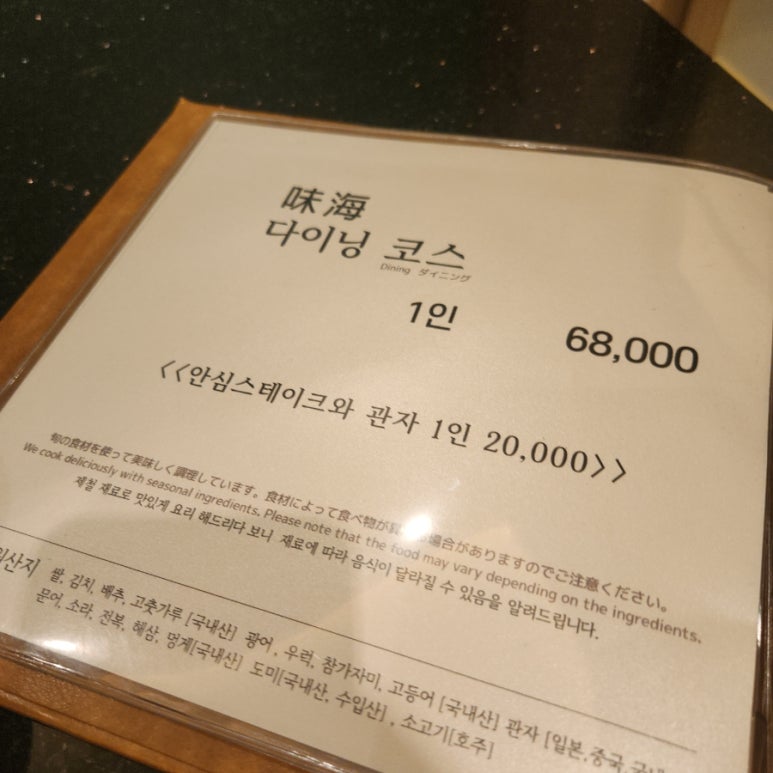 味海
다이닝 코스
Dining ダイニング
1인 68,000
<<안심스테이크와 관자 1인 20,000>>
旬の食材を使って美味しく調理しています。食材によって食べ物が異なる場合がありますのでご注意ください。
We cook deliciously with seasonal ingredients. Please note that the food may vary depending on the ingredients.
제철 재료로 맛있게 요리 해드리다 보니 재료에 따라 음식이 달라질 수 있음을 알려드립니다.
원산지 쌀, 김치, 배추, 고춧가루 [국내산] 광어, 우럭, 참가자미, 고등어 [국내산] 관자 [일본,중국,
문어, 소라, 전복, 해삼, 멍게[국내산] 도미[국내산, 수입산] , 소고기[호주]